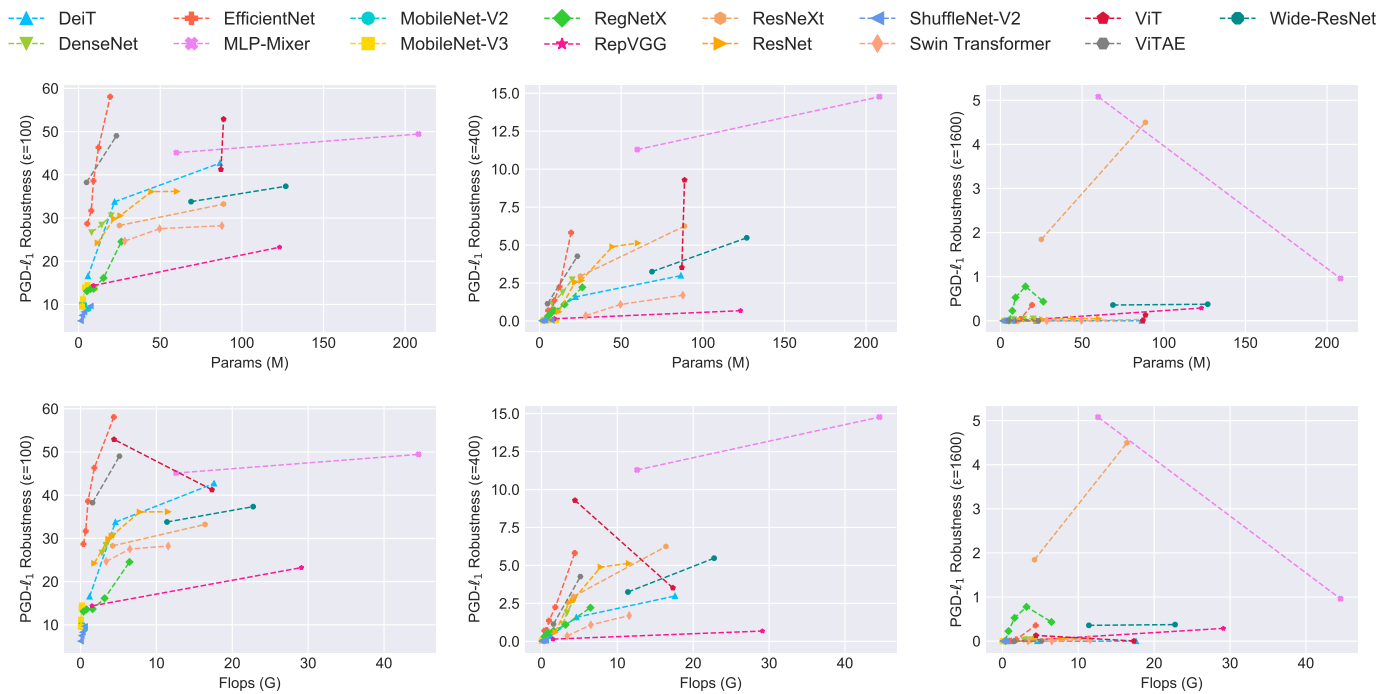 DeiT EfficientNet MobileNet-V2 RegNetX ResNeXt ShuffleNet-V2 ViT Wide-ResNet
DenseNet MLP-Mixer MobileNet-V3 RepVGG ResNet Swin Transformer ViTAE
PGD-ℓ₁ Robustness (ε=100)
60
50
40
30
20
10
0 50 100 150 200
Params (M)
PGD-ℓ₁ Robustness (ε=400)
15.0
12.5
10.0
7.5
5.0
2.5
0.0
0 50 100 150 200
Params (M)
PGD-ℓ₁ Robustness (ε=1600)
5
4
3
2
1
0
0 50 100 150 200
Params (M)
PGD-ℓ₁ Robustness (ε=100)
60
50
40
30
20
10
0 10 20 30 40
Flops (G)
PGD-ℓ₁ Robustness (ε=400)
15.0
12.5
10.0
7.5
5.0
2.5
0.0
0 10 20 30 40
Flops (G)
PGD-ℓ₁ Robustness (ε=1600)
5
4
3
2
1
0
0 10 20 30 40
Flops (G)